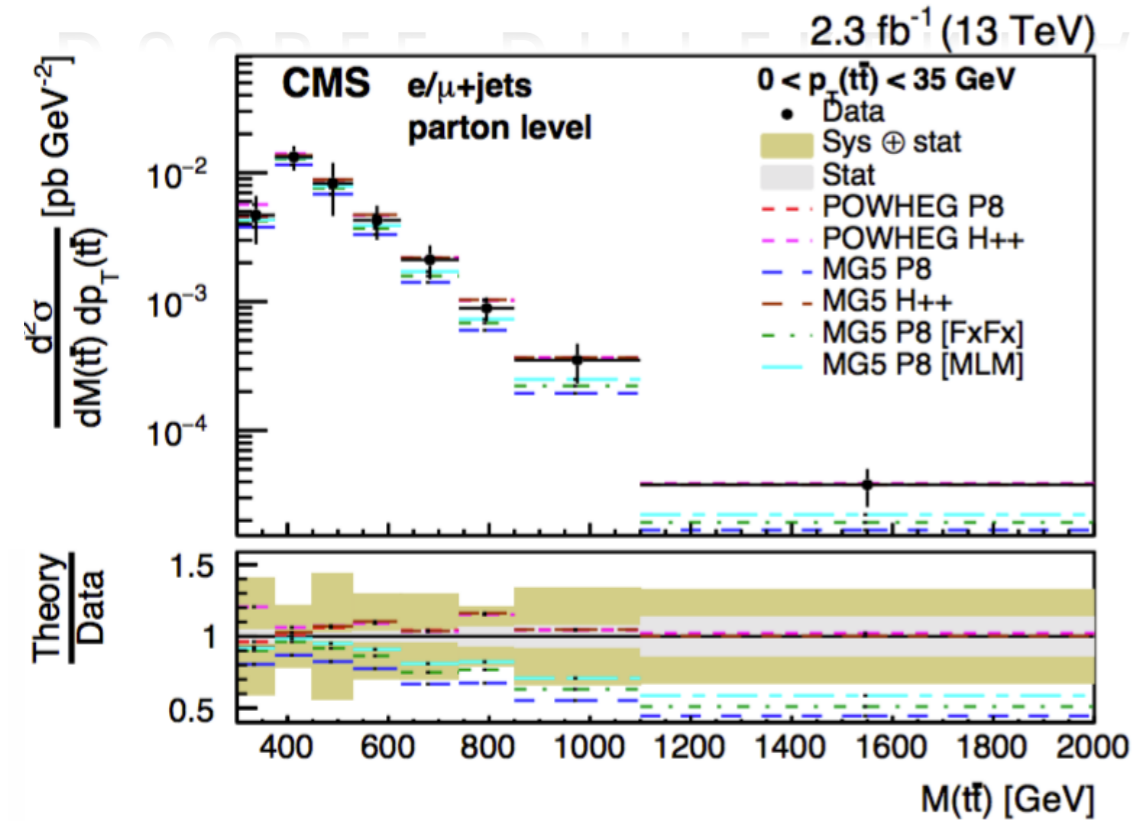 2.3 fb⁻¹ (13 TeV)
CMS e/μ+jets
parton level
0 < p_T(tt̄) < 35 GeV
Data
Sys ⊕ stat
Stat
POWHEG P8
POWHEG H++
MG5 P8
MG5 H++
MG5 P8 [FxFx]
MG5 P8 [MLM]
d²σ
dM(tt̄) dp_T(tt̄)
[pb GeV⁻²]
10⁻²
10⁻³
10⁻⁴
Theory
Data
1.5
1
0.5
400 600 800 1000 1200 1400 1600 1800 2000
M(tt̄) [GeV]